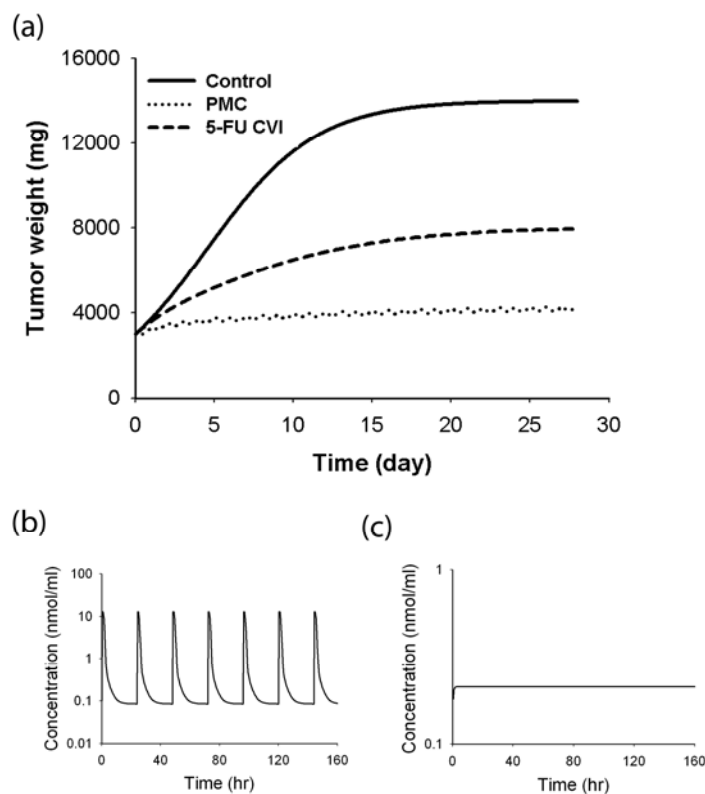 (a)
16000
12000
8000
4000
0
Control
PMC
5-FU CVI
Tumor weight (mg)
0 5 10 15 20 25 30
Time (day)
(b)
100
10
1
0.1
0.01
Concentration (nmol/ml)
0 40 80 120 160
Time (hr)
(c)
1
0.1
Concentration (nmol/ml)
0 40 80 120 160
Time (hr)